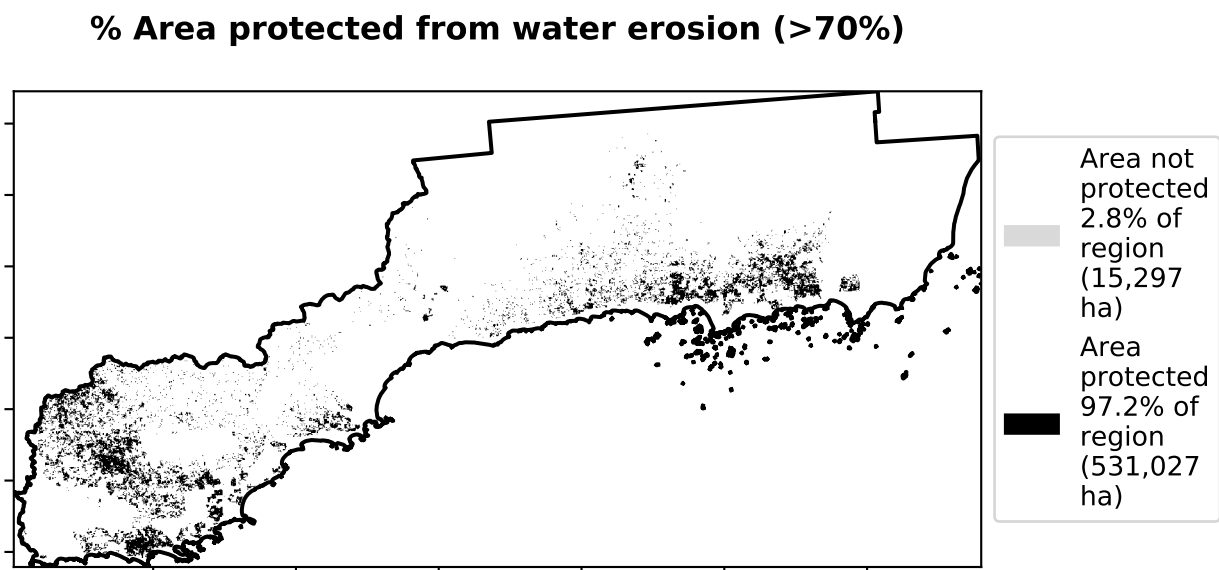 % Area protected from water erosion (>70%)
Area not
protected
2.8% of
region
(15,297
ha)
Area
protected
97.2% of
region
(531,027
ha)